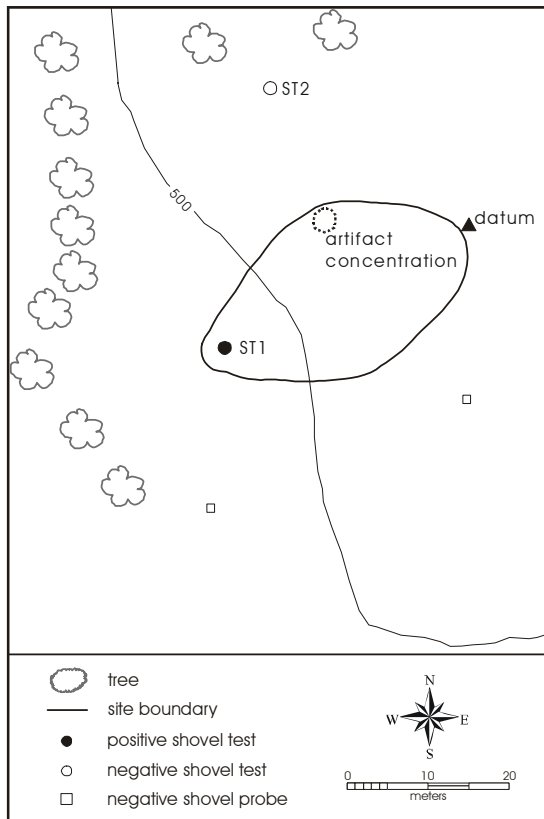 ST2
500
datum
artifact
concentration
ST1
tree
site boundary
positive shovel test
negative shovel test
negative shovel probe
N
W E
S
0 10 20
meters